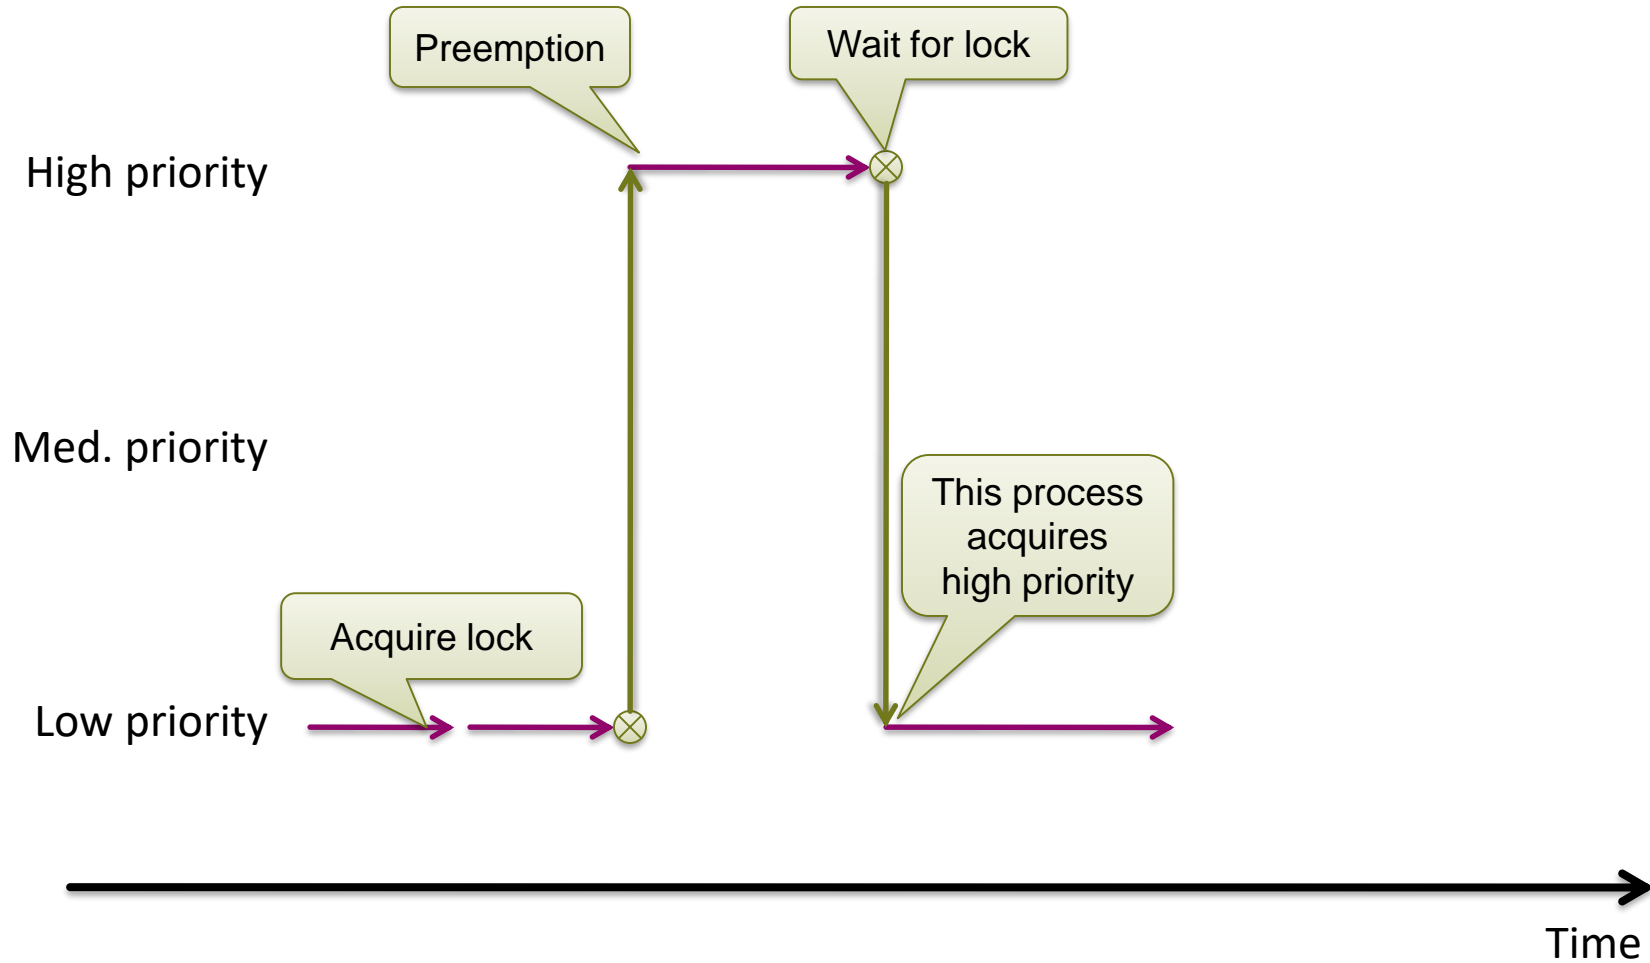 Preemption
Wait for lock
High priority
Med. priority
This process
acquires
high priority
Acquire lock
Low priority
Time